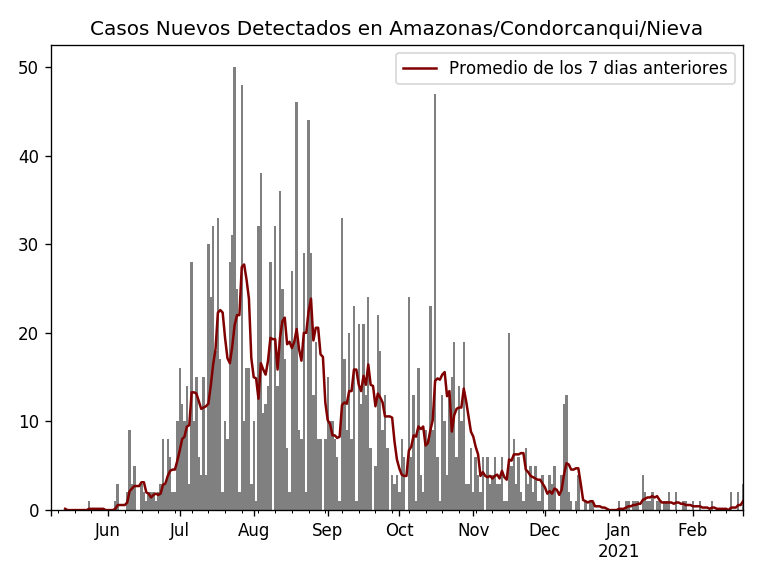 Casos Nuevos Detectados en Amazonas/Condorcanqui/Nieva
Promedio de los 7 dias anteriores
50
40
30
20
10
0
Jun Jul Aug Sep Oct Nov Dec Jan Feb
2021